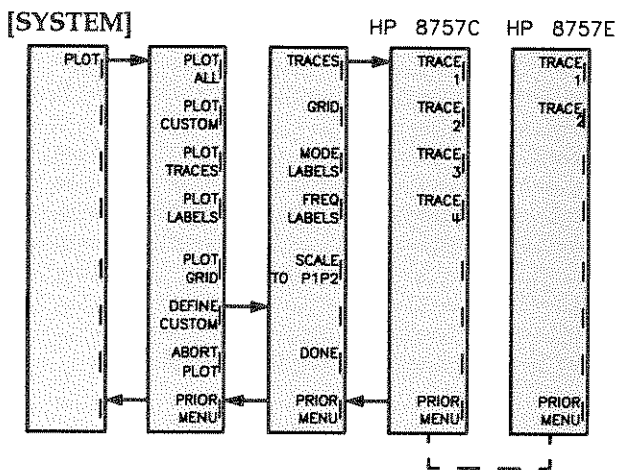 [SYSTEM]
HP 8757C
HP 8757E
PLOT
PLOT
ALL
PLOT
CUSTOM
PLOT
TRACES
PLOT
LABELS
PLOT
GRID
DEFINE
CUSTOM
ABORT
PLOT
PRIOR
MENU
TRACES
GRID
MODE
LABELS
FREQ
LABELS
SCALE
TO P1P2
DONE
PRIOR
MENU
TRACE
1
TRACE
2
TRACE
3
TRACE
4
PRIOR
MENU
TRACE
1
TRACE
2
PRIOR
MENU